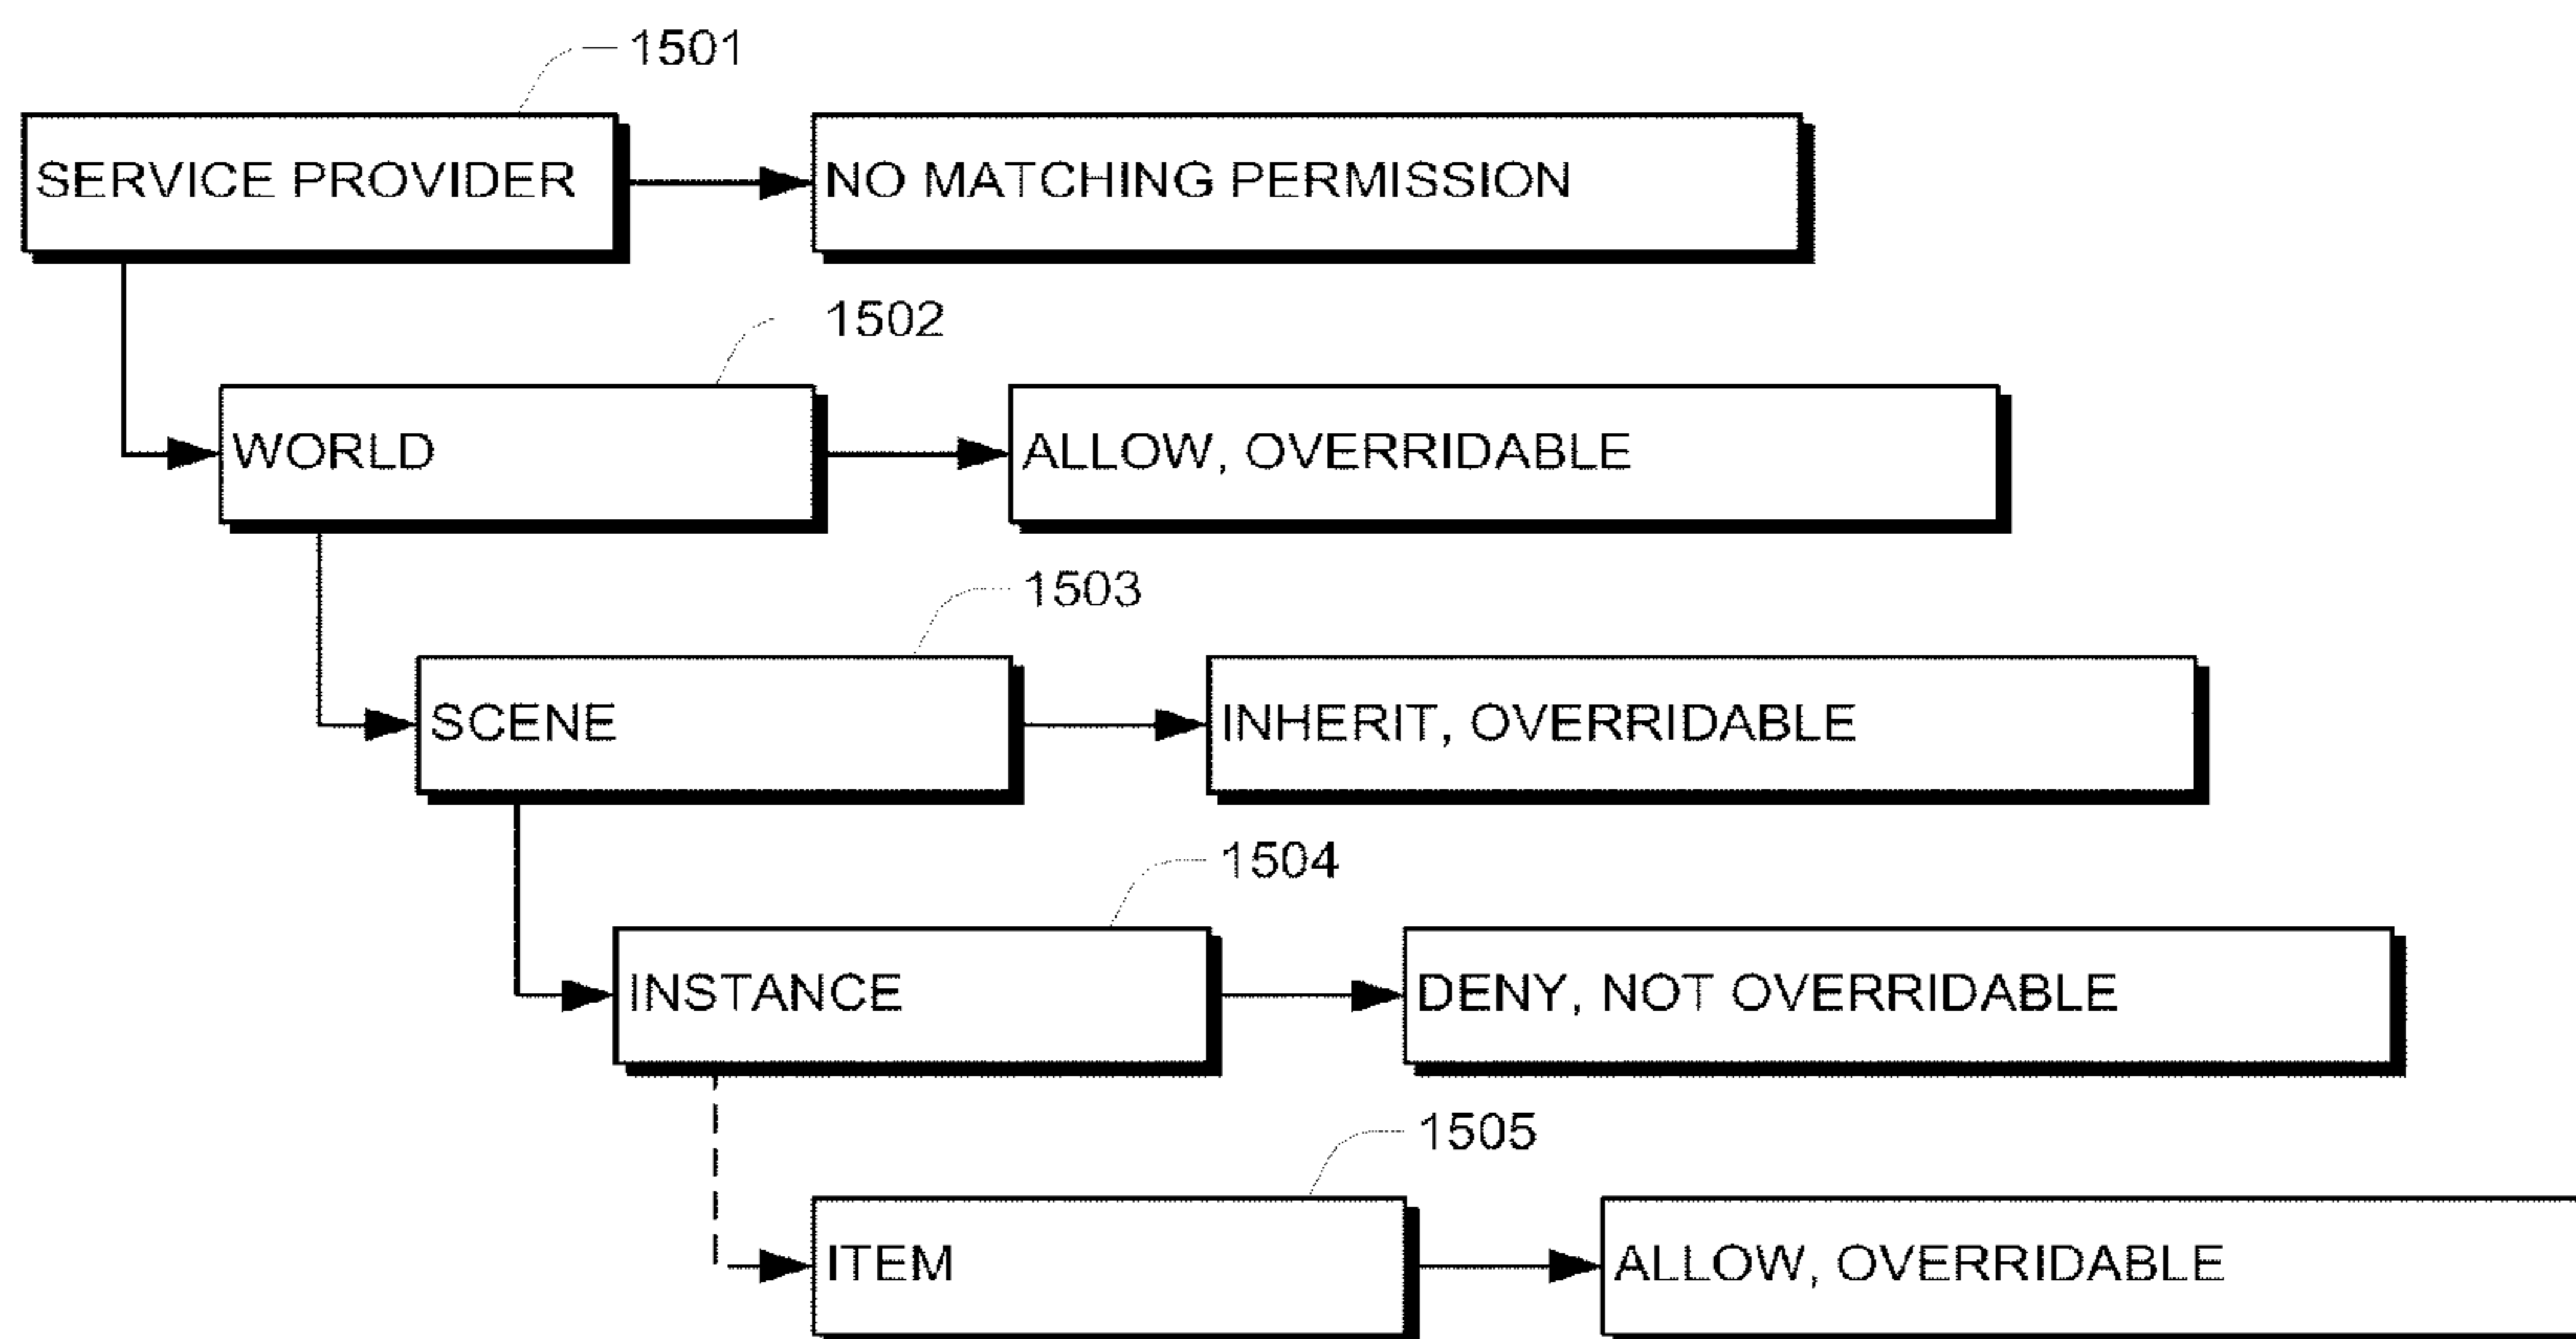 1501
SERVICE PROVIDER
NO MATCHING PERMISSION
1502
WORLD
ALLOW, OVERRIDABLE
1503
SCENE
INHERIT, OVERRIDABLE
1504
INSTANCE
DENY, NOT OVERRIDABLE
1505
ITEM
ALLOW, OVERRIDABLE